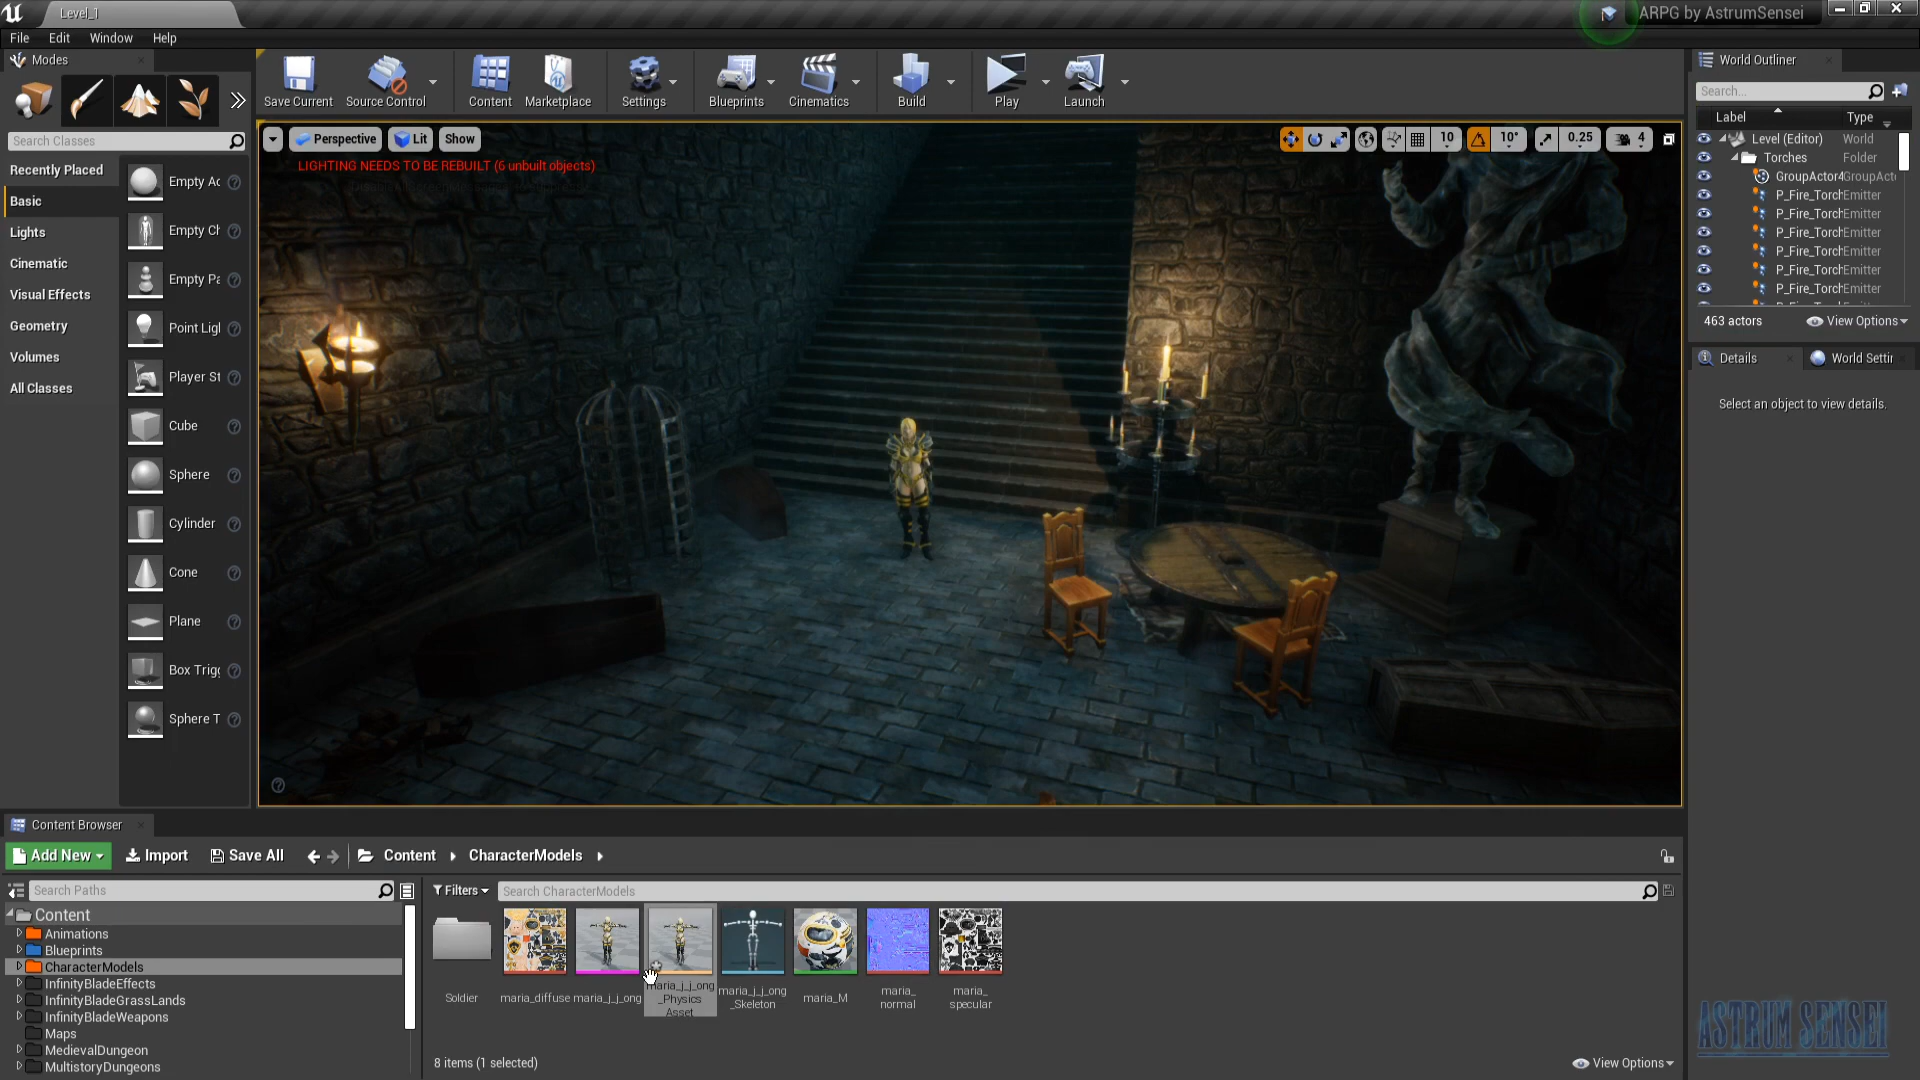 Level_1
ARPG by AstrumSensei
File Edit Window Help
Modes
Save Current
Source Control
Content
Marketplace
Settings
Blueprints
Cinematics
Build
Play
Launch
Search Classes
Recently Placed
Basic
Lights
Cinematic
Visual Effects
Geometry
Volumes
All Classes
Empty Ac
Empty Ch
Empty Pa
Point Ligl
Player St
Cube
Sphere
Cylinder
Cone
Plane
Box Trigg
Sphere T
Perspective Lit Show
10 10° 0.25 4
LIGHTING NEEDS TO BE REBUILT (6 unbuilt objects)
World Outliner
Search...
Label Type
Level (Editor) World
Torches Folder
GroupActor4 GroupActo
P_Fire_Torch Emitter
P_Fire_Torch Emitter
P_Fire_Torch Emitter
P_Fire_Torch Emitter
P_Fire_Torch Emitter
P_Fire_Torch Emitter
463 actors View Options
Details World Settin
Select an object to view details.
Content Browser
Add New Import Save All Content CharacterModels
Search Paths
Filters Search CharacterModels
Content
Animations
Blueprints
CharacterModels
InfinityBladeEffects
InfinityBladeGrassLands
InfinityBladeWeapons
Maps
MedievalDungeon
MultistoryDungeons
Soldier
maria_diffuse
maria_j_j_ong
maria_j_j_ong
_Physics
Asset
maria_j_j_ong
_Skeleton
maria_M
maria_
normal
maria_
specular
8 items (1 selected)
View Options
ASTRUM SENSEI